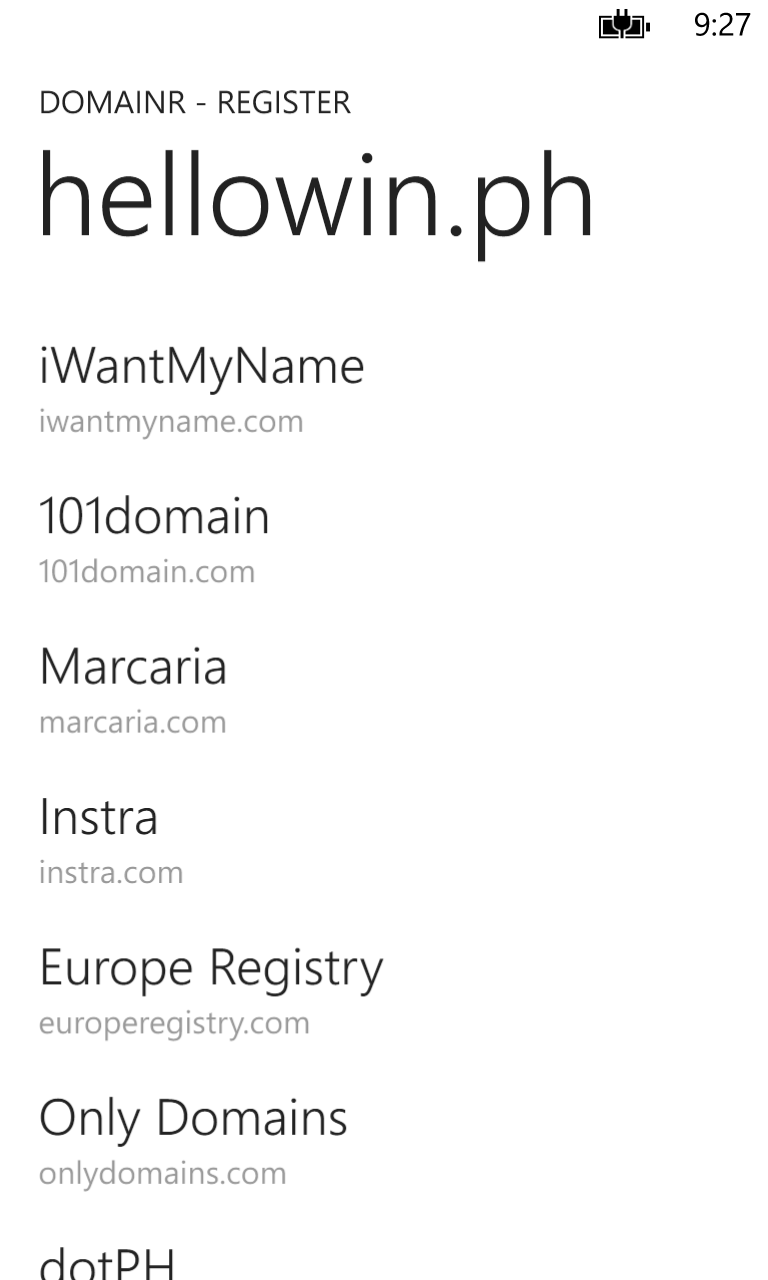 9:27
DOMAINR - REGISTER
hellowin.ph
iWantMyName
iwantmyname.com
101domain
101domain.com
Marcaria
marcaria.com
Instra
instra.com
Europe Registry
europeregistry.com
Only Domains
onlydomains.com
dotPH